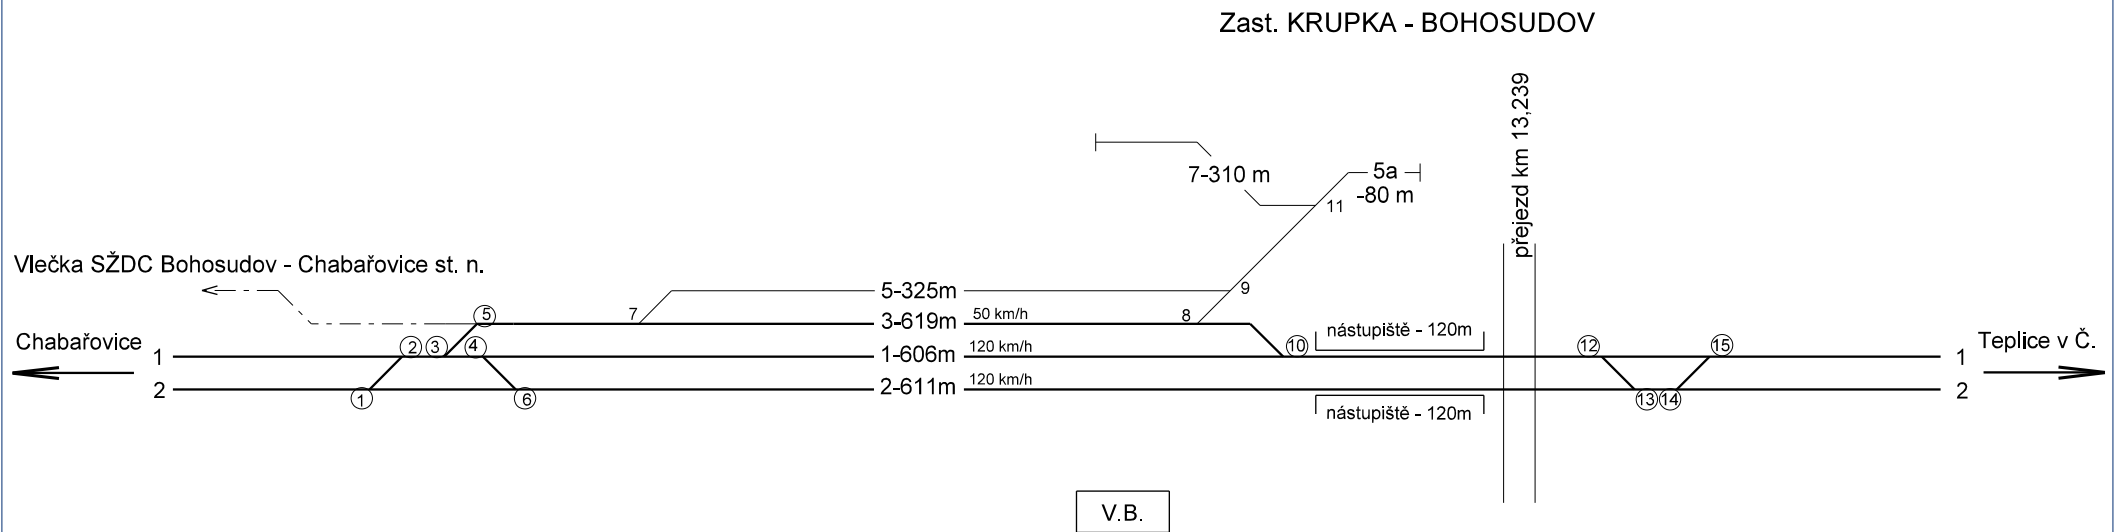 Zast. KRUPKA - BOHOSUDOV
přejezd km 13,239
7-310 m
5a
-80 m
11
Vlečka SŽDC Bohosudov - Chabařovice st. n.
5-325m
9
5
7
3-619m
50 km/h
8
nástupiště - 120m
Chabařovice
1
2
3
4
1-606m
120 km/h
10
12
15
1
Teplice v Č.
2
1
6
2-611m
120 km/h
13
14
2
nástupiště - 120m
V.B.